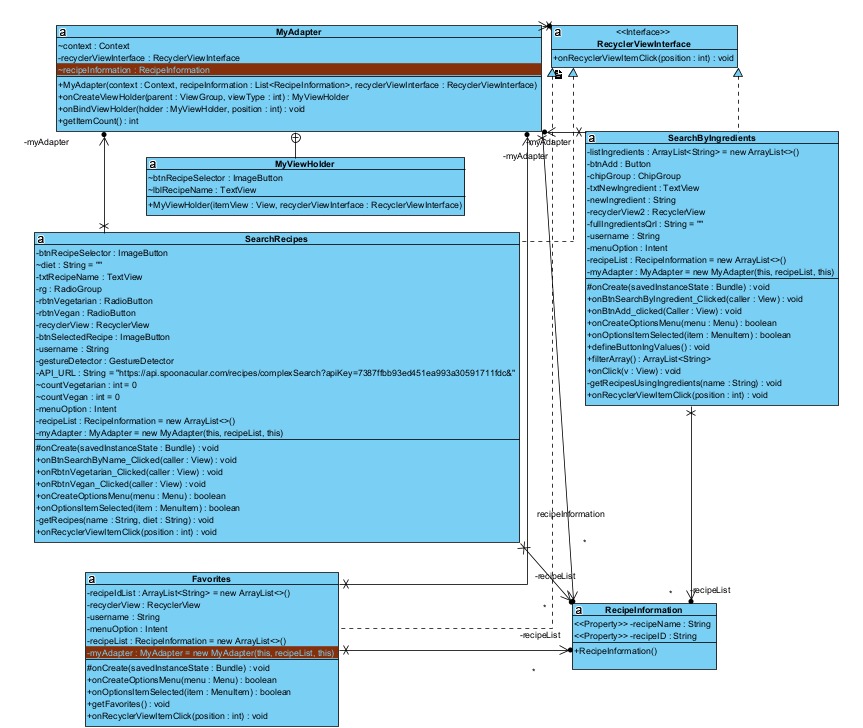 MyAdapter
~context : Context
-recyclerViewInterface : RecyclerViewInterface
~recipeInformation : RecipeInformation
+MyAdapter(context : Context, recipeInformation : List<RecipeInformation>, recyclerViewInterface : RecyclerViewInterface)
+onCreateViewHolder(parent : ViewGroup, viewType : int) : MyViewHolder
+onBindViewHolder(holder : MyViewHolder, position : int) : void
+getItemCount() : int
<<Interface>>
RecyclerViewInterface
+onRecyclerViewItemClick(position : int) : void
-myAdapter
-myAdapter
-myAdapter
MyViewHolder
~btnRecipeSelector : ImageButton
~lblRecipeName : TextView
+MyViewHolder(itemView : View, recyclerViewInterface : RecyclerViewInterface)
SearchByIngredients
-listIngredients : ArrayList<String> = new ArrayList<>()
-btnAdd : Button
-chipGroup : ChipGroup
-txtNewIngredient : TextView
-newIngredient : String
-recyclerView2 : RecyclerView
-fullIngredientsQrl : String = ""
-username : String
-menuOption : Intent
-recipeList : RecipeInformation = new ArrayList<>()
-myAdapter : MyAdapter = new MyAdapter(this, recipeList, this)
#onCreate(savedInstanceState : Bundle) : void
+onBtnSearchByIngredient_Clicked(caller : View) : void
+onBtnAdd_clicked(Caller : View) : void
+onCreateOptionsMenu(menu : Menu) : boolean
+onOptionsItemSelected(item : MenuItem) : boolean
+defineButtonIngValues() : void
+filterArray() : ArrayList<String>
+onClick(v : View) : void
-getRecipesUsingIngredients(name : String) : void
+onRecyclerViewItemClick(position : int) : void
SearchRecipes
-btnRecipeSelector : ImageButton
~diet : String = ""
-txtRecipeName : TextView
-rg : RadioGroup
-rbtnVegetarian : RadioButton
-rbtnVegan : RadioButton
-recyclerView : RecyclerView
-btnSelectedRecipe : ImageButton
-username : String
-gestureDetector : GestureDetector
-API_URL : String = "https://api.spoonacular.com/recipes/complexSearch?apiKey=7387ffbb93ed451ea993a30591711fdc&"
~countVegetarian : int = 0
~countVegan : int = 0
-menuOption : Intent
-recipeList : RecipeInformation = new ArrayList<>()
-myAdapter : MyAdapter = new MyAdapter(this, recipeList, this)
#onCreate(savedInstanceState : Bundle) : void
+onBtnSearchByName_Clicked(caller : View) : void
+onRbtnVegetarian_Clicked(caller : View) : void
+onRbtnVegan_Clicked(caller : View) : void
+onCreateOptionsMenu(menu : Menu) : boolean
+onOptionsItemSelected(item : MenuItem) : boolean
-getRecipes(name : String, diet : String) : void
+onRecyclerViewItemClick(position : int) : void
recipeInformation
*
-recipeList
*
-recipeList
*
-recipeList
*
Favorites
-recipeIdList : ArrayList<String> = new ArrayList<>()
-recyclerView : RecyclerView
-username : String
-menuOption : Intent
-recipeList : RecipeInformation = new ArrayList<>()
-myAdapter : MyAdapter = new MyAdapter(this, recipeList, this)
#onCreate(savedInstanceState : Bundle) : void
+onCreateOptionsMenu(menu : Menu) : boolean
+onOptionsItemSelected(item : MenuItem) : boolean
+getFavorites() : void
+onRecyclerViewItemClick(position : int) : void
RecipeInformation
<<Property>> -recipeName : String
<<Property>> -recipeID : String
+RecipeInformation()